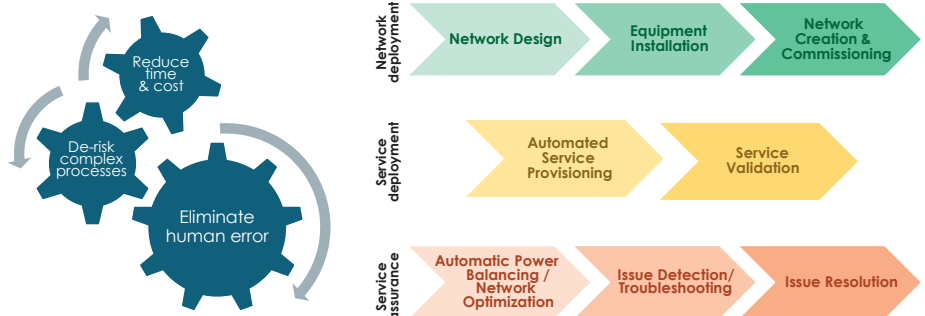 Reduce
time
& cost
De-risk
complex
processes
Eliminate
human error
Network
deployment
Network Design
Equipment
Installation
Network
Creation &
Commissioning
Service
deployment
Automated
Service
Provisioning
Service
Validation
Service
assurance
Automatic Power
Balancing /
Network
Optimization
Issue Detection/
Troubleshooting
Issue Resolution